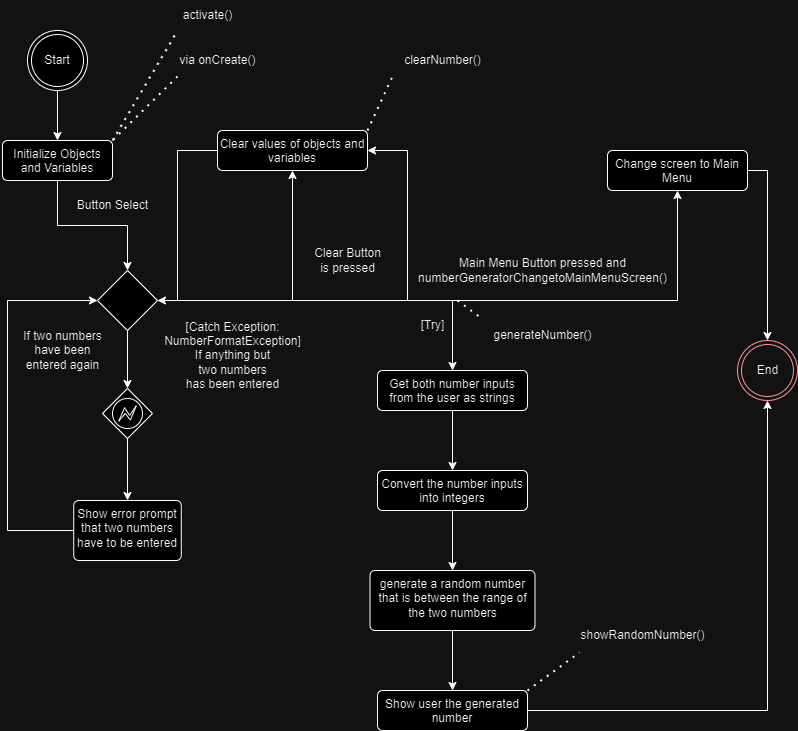 activate()
Start
via onCreate()
clearNumber()
Initialize Objects
and Variables
Clear values of objects and
variables
Change screen to Main
Menu
Button Select
Clear Button
is pressed
Main Menu Button pressed and
numberGeneratorChangetoMainMenuScreen()
[Catch Exception:
NumberFormatException]
If anything but
two numbers
has been entered
[Try]
generateNumber()
If two numbers
have been
entered again
Get both number inputs
from the user as strings
End
Convert the number inputs
into integers
Show error prompt
that two numbers
have to be entered
generate a random number
that is between the range of
the two numbers
showRandomNumber()
Show user the generated
number